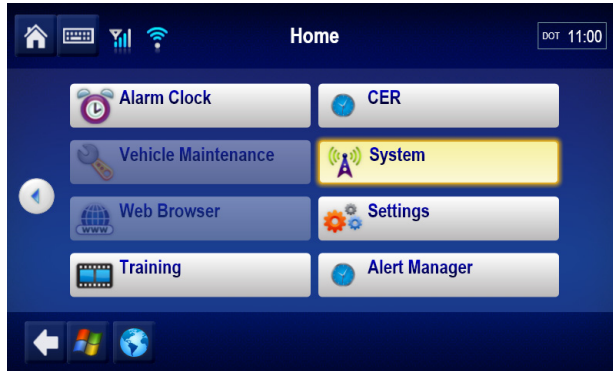 Home
DOT 11:00
Alarm Clock
CER
Vehicle Maintenance
System
Web Browser
Settings
WWW
Training
Alert Manager